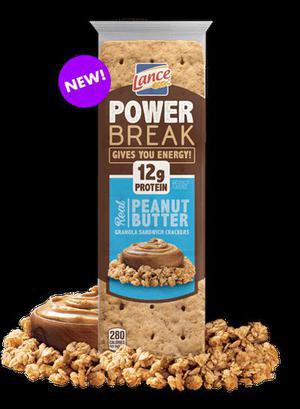 NEW!
Lance
POWER
BREAK
GIVES YOU ENERGY!
12g
PROTEIN
Real
PEANUT
BUTTER
GRANOLA SANDWICH CRACKERS
280
CALORIES